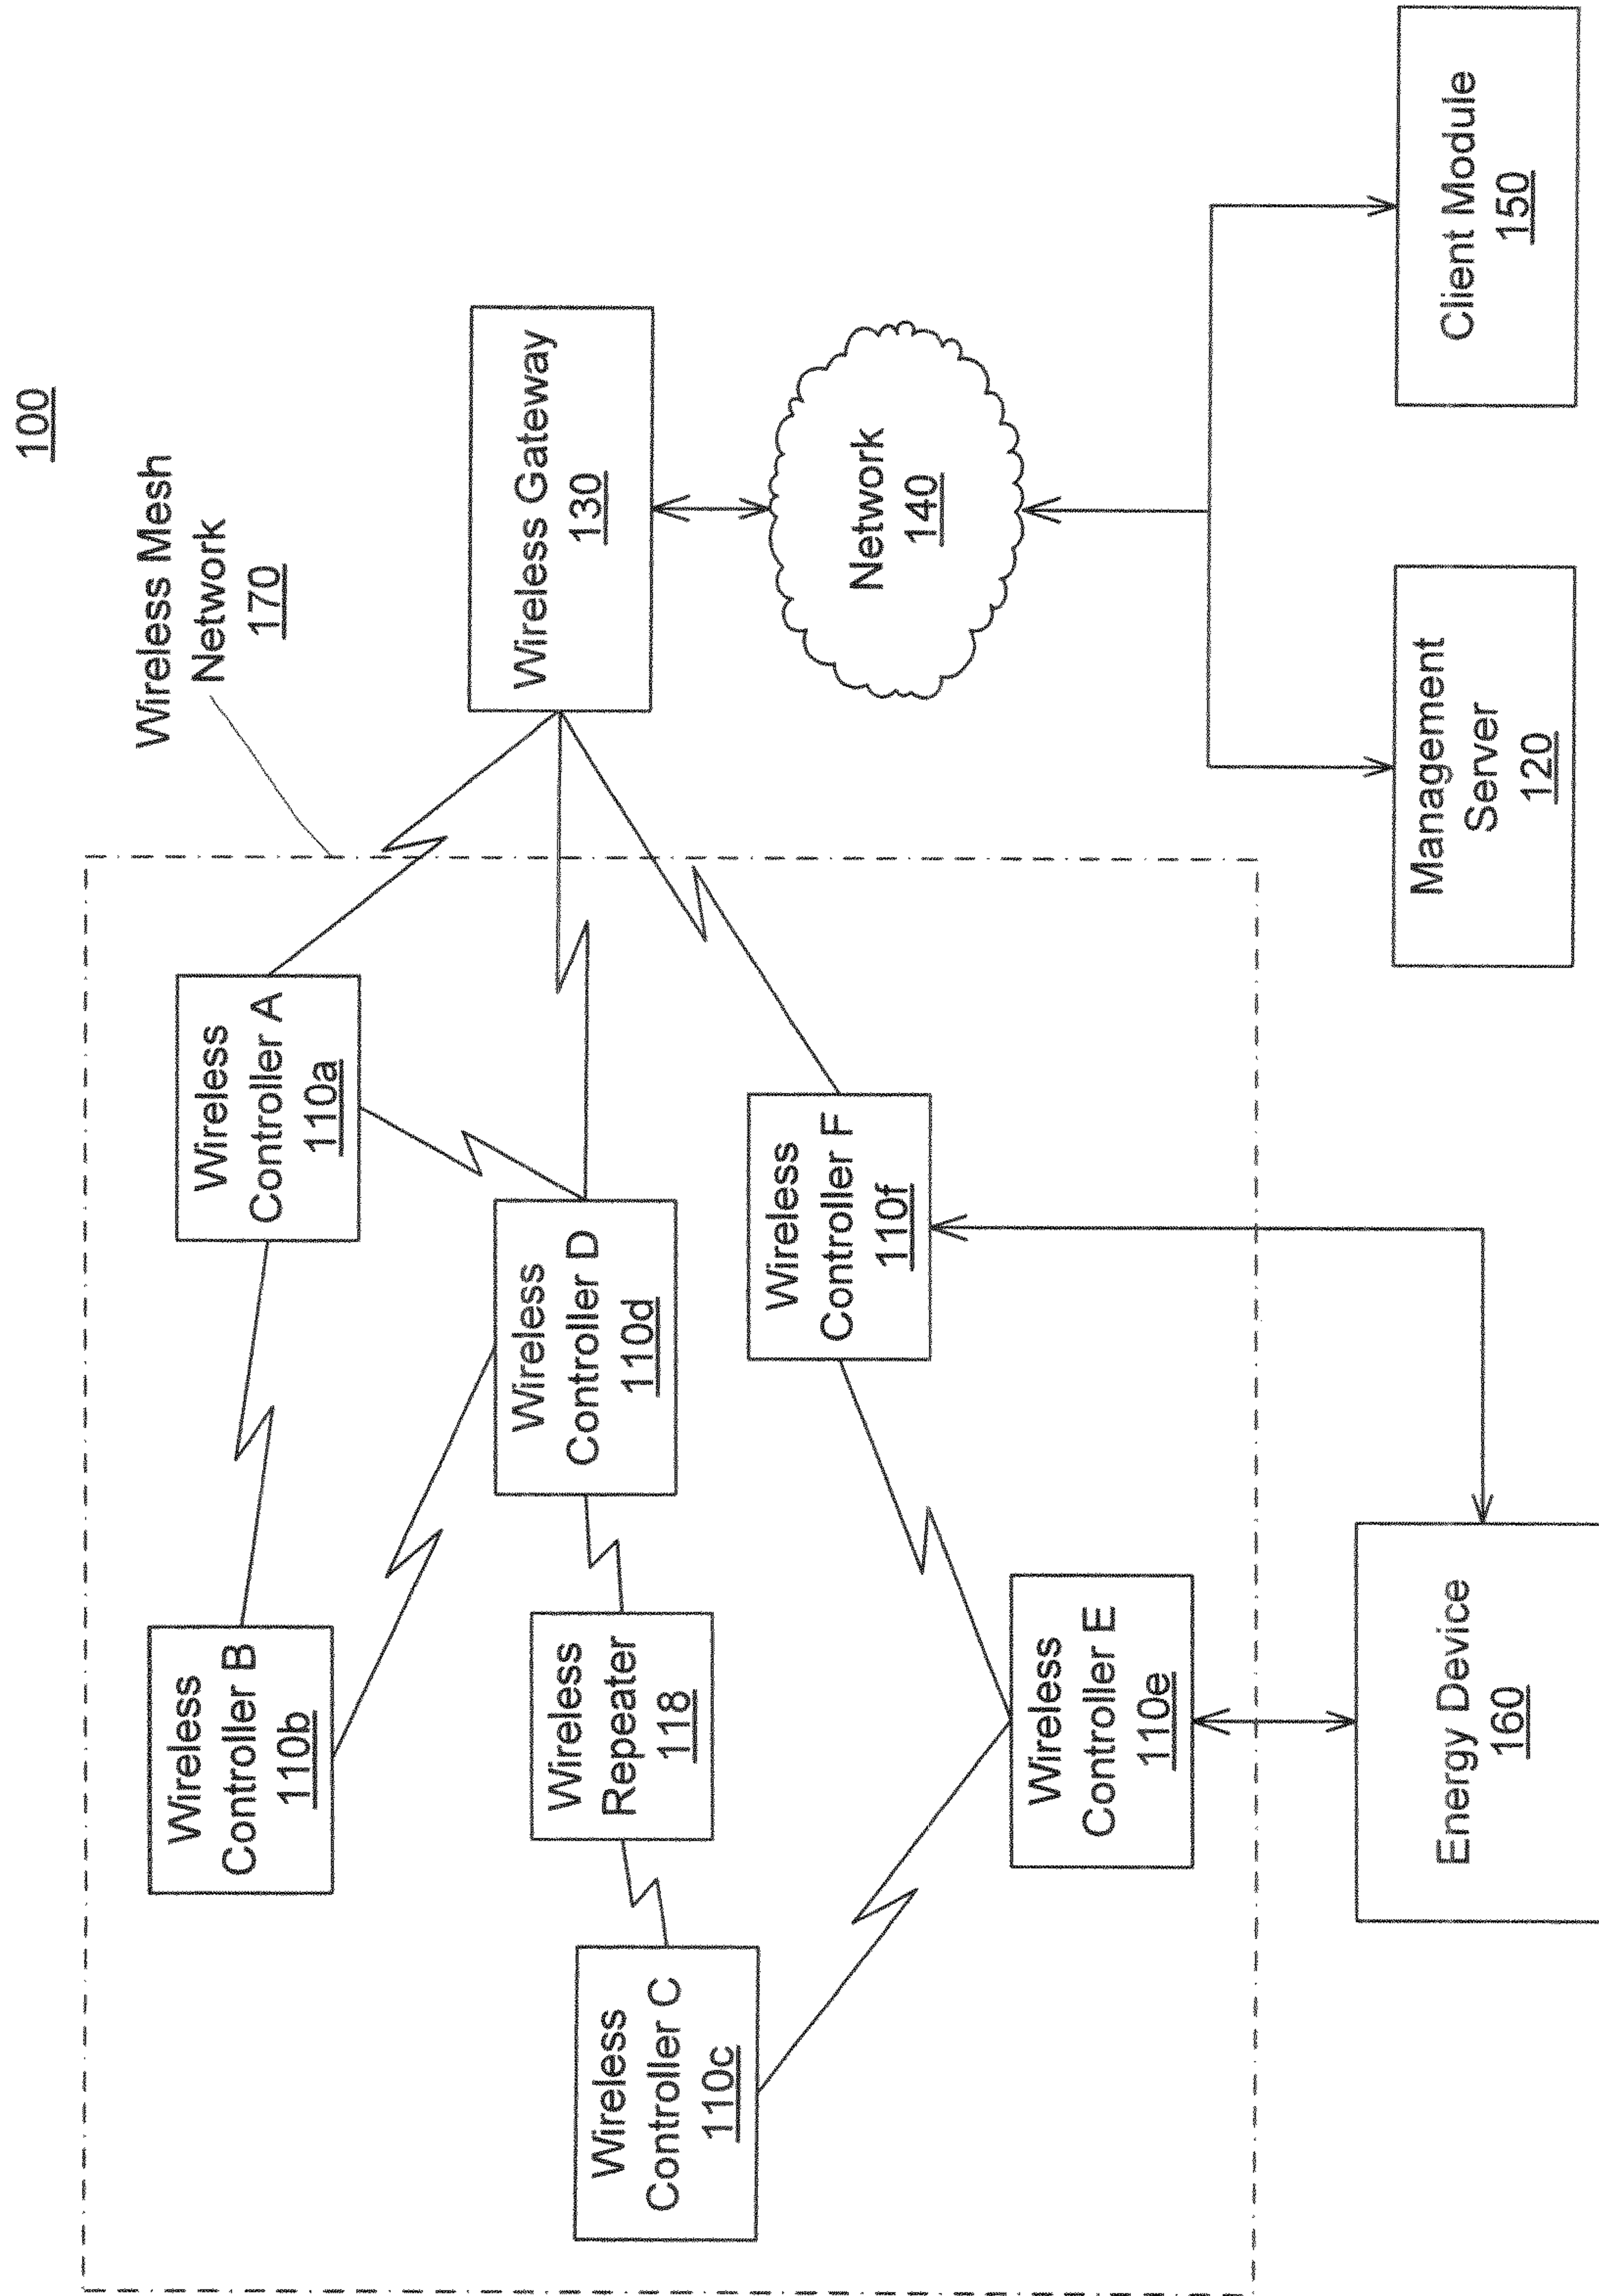 100
Wireless Mesh
Network
170
Wireless
Controller B
110b
Wireless
Controller A
110a
Wireless Gateway
130
Wireless
Controller D
110d
Wireless
Repeater
118
Wireless
Controller C
110c
Wireless
Controller F
110f
Network
140
Wireless
Controller E
110e
Energy Device
160
Management
Server
120
Client Module
150